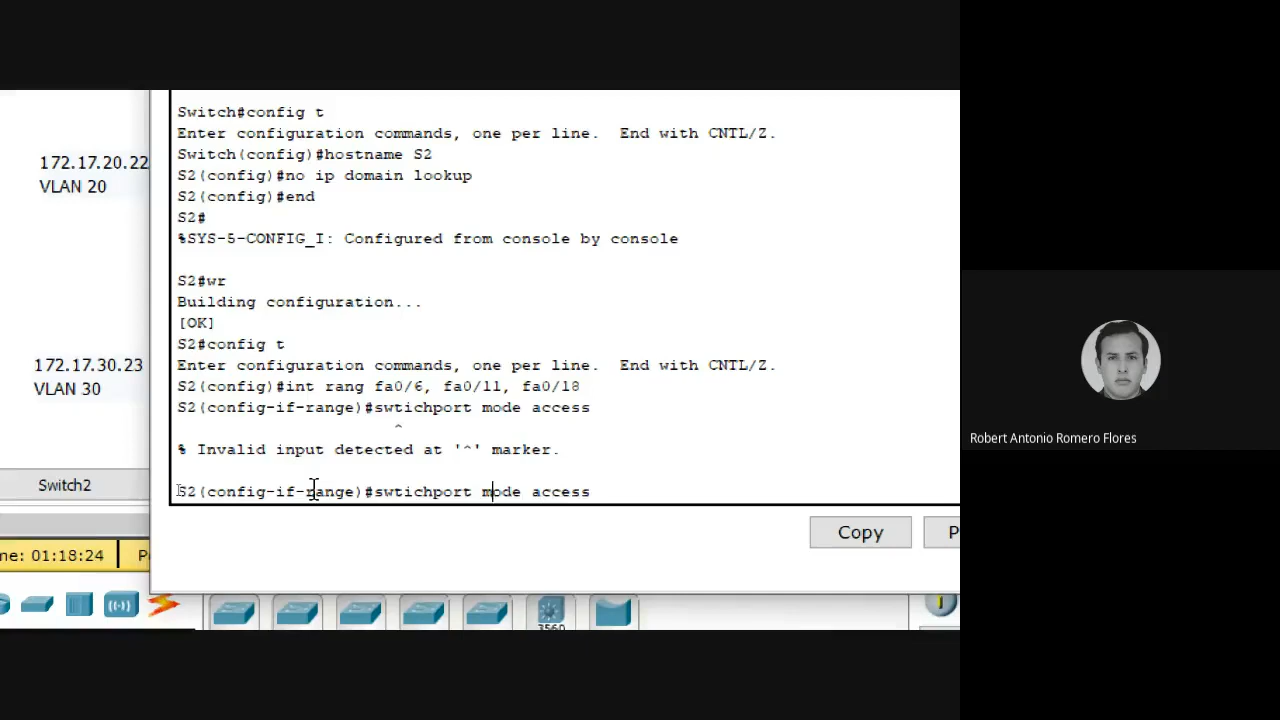 Switch#config t
Enter configuration commands, one per line.  End with CNTL/Z.
Switch(config)#hostname S2
S2(config)#no ip domain lookup
S2(config)#end
S2#
%SYS-5-CONFIG_I: Configured from console by console
S2#wr
Building configuration...
[OK]
S2#config t
Enter configuration commands, one per line.  End with CNTL/Z.
S2(config)#int rang fa0/6, fa0/11, fa0/18
S2(config-if-range)#swtichport mode access
^
% Invalid input detected at '^' marker.
S2(config-if-range)#swtichport mode access
172.17.20.22
VLAN 20
172.17.30.23
VLAN 30
Switch2
Copy
P
me: 01:18:24
P
3560
Robert Antonio Romero Flores